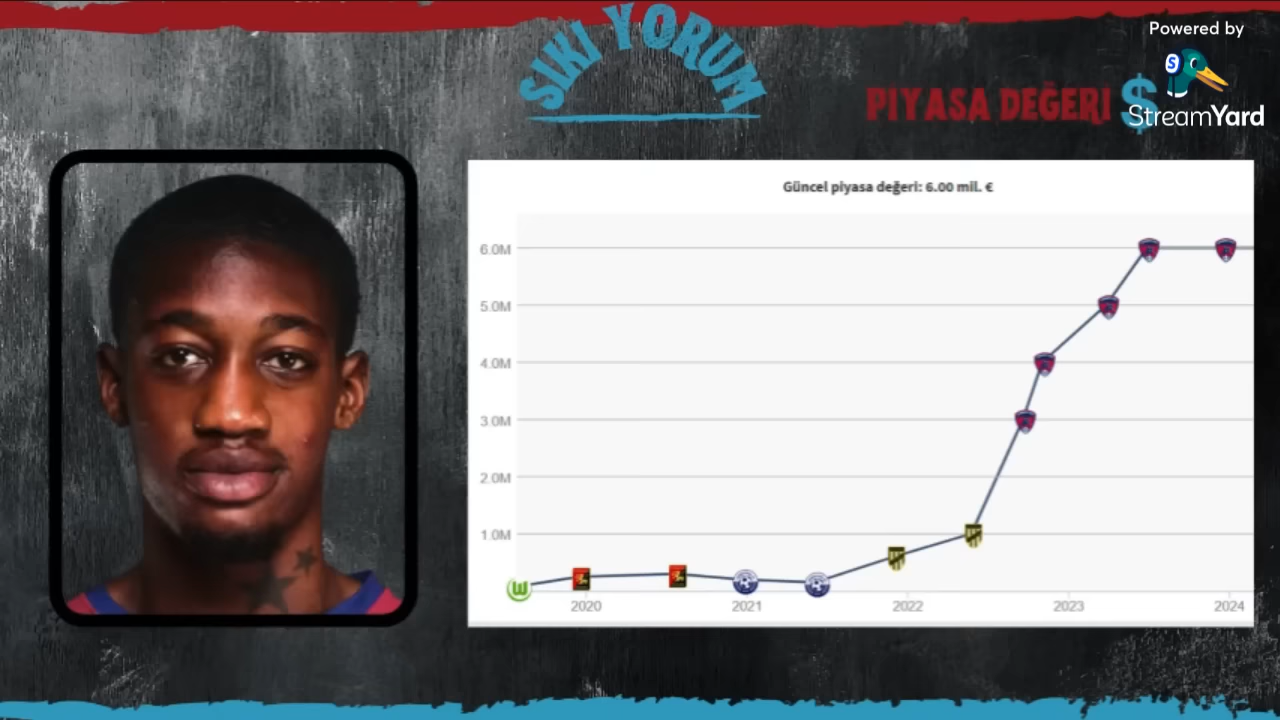 SIKI YORUM
Powered by
S
StreamYard
PIYASA DEĞERI $
Güncel piyasa değeri: 6.00 mil. €
6.0M
5.0M
4.0M
3.0M
2.0M
1.0M
W
2020
2021
2022
2023
2024